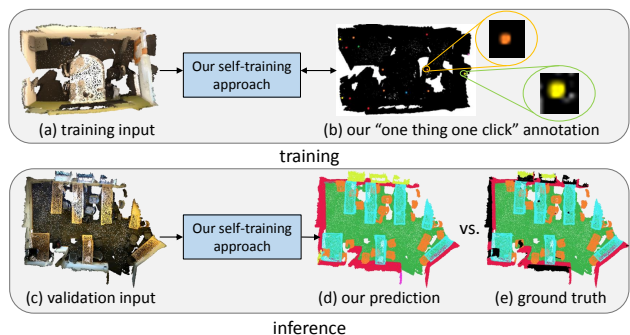 Our self-training
approach
(a) training input
(b) our “one thing one click” annotation
training
Our self-training
approach
vs.
(c) validation input
(d) our prediction
(e) ground truth
inference